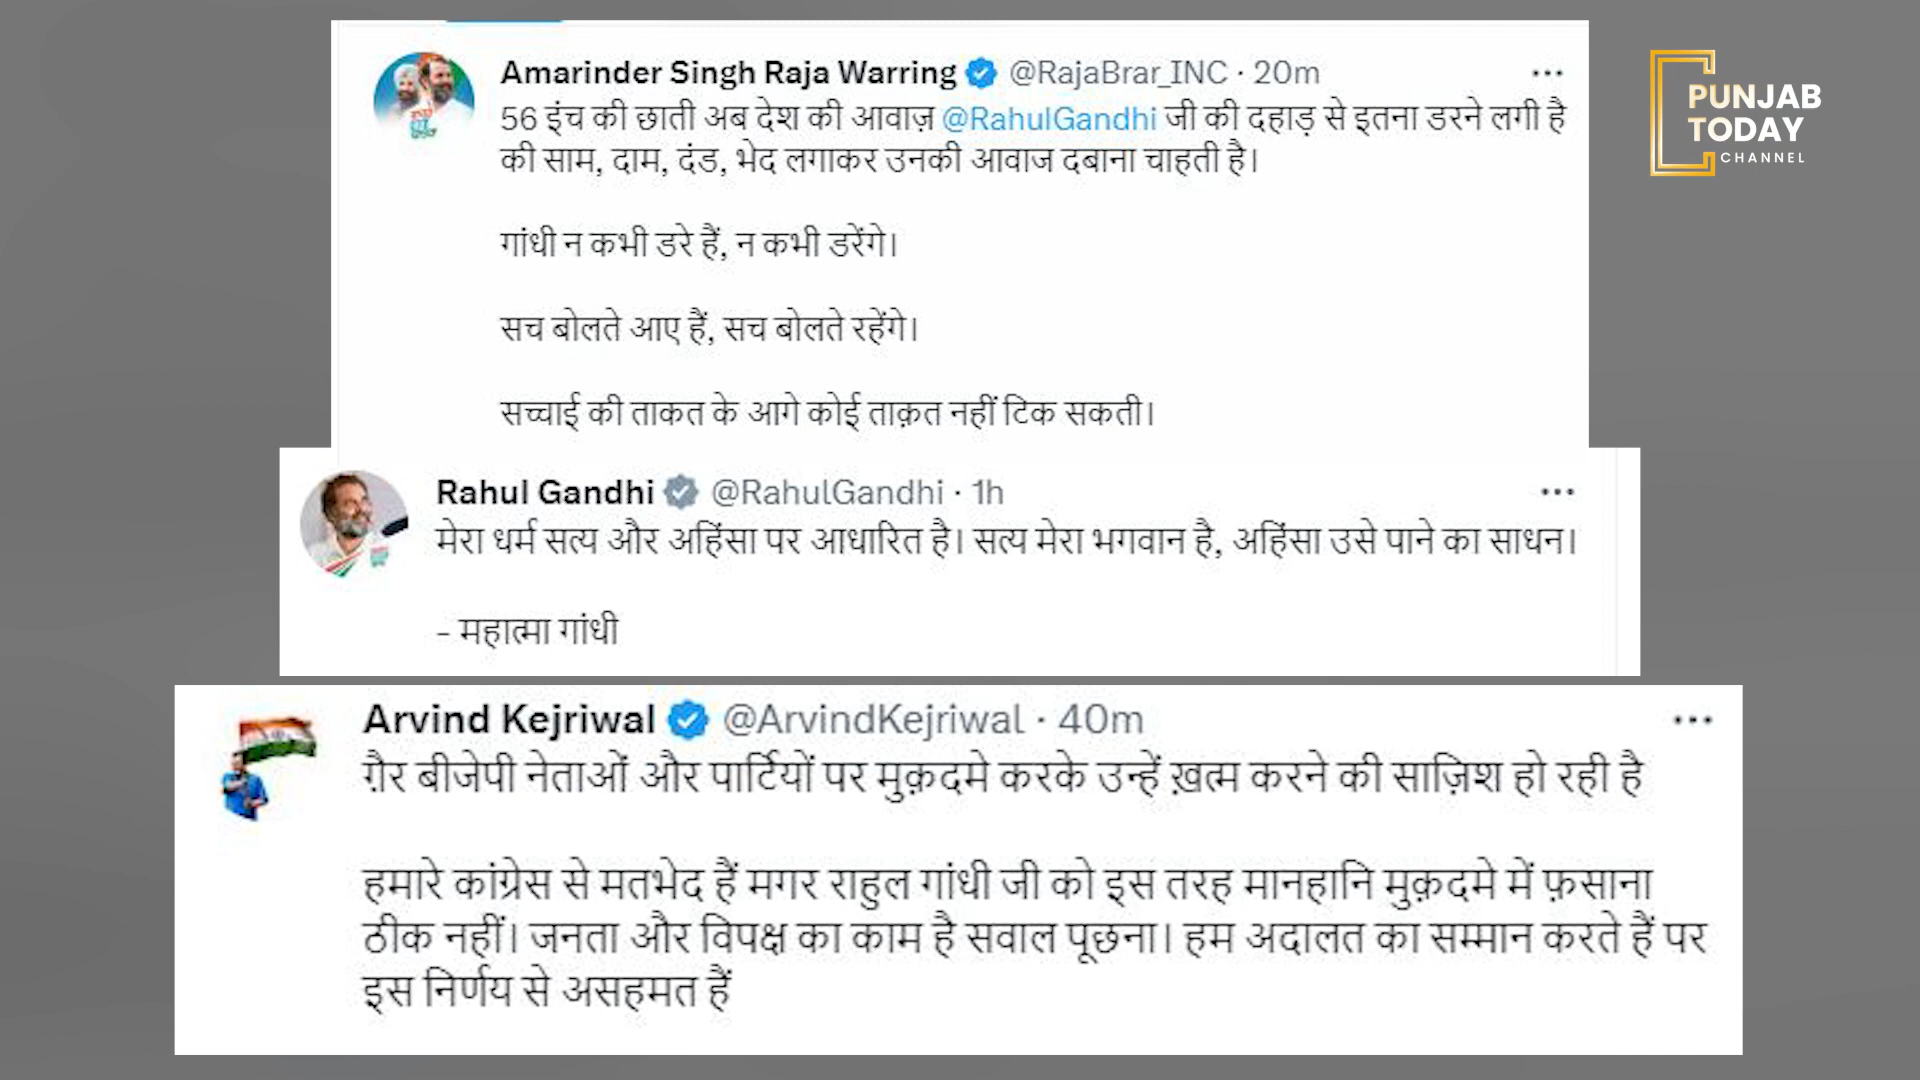 Amarinder Singh Raja Warring @RajaBrar_INC · 20m
56 इंच की छाती अब देश की आवाज़ @RahulGandhi जी की दहाड़ से इतना डरने लगी है
की साम, दाम, दंड, भेद लगाकर उनकी आवाज दबाना चाहती है।
गांधी न कभी डरे हैं, न कभी डरेंगे।
सच बोलते आए हैं, सच बोलते रहेंगे।
सच्चाई की ताकत के आगे कोई ताक़त नहीं टिक सकती।
Rahul Gandhi @RahulGandhi · 1h
मेरा धर्म सत्य और अहिंसा पर आधारित है। सत्य मेरा भगवान है, अहिंसा उसे पाने का साधन।
- महात्मा गांधी
Arvind Kejriwal @ArvindKejriwal · 40m
ग़ैर बीजेपी नेताओं और पार्टियों पर मुक़दमे करके उन्हें ख़त्म करने की साज़िश हो रही है
हमारे कांग्रेस से मतभेद हैं मगर राहुल गांधी जी को इस तरह मानहानि मुक़दमे में फ़साना
ठीक नहीं। जनता और विपक्ष का काम है सवाल पूछना। हम अदालत का सम्मान करते हैं पर
इस निर्णय से असहमत हैं
PUNJAB
TODAY
CHANNEL